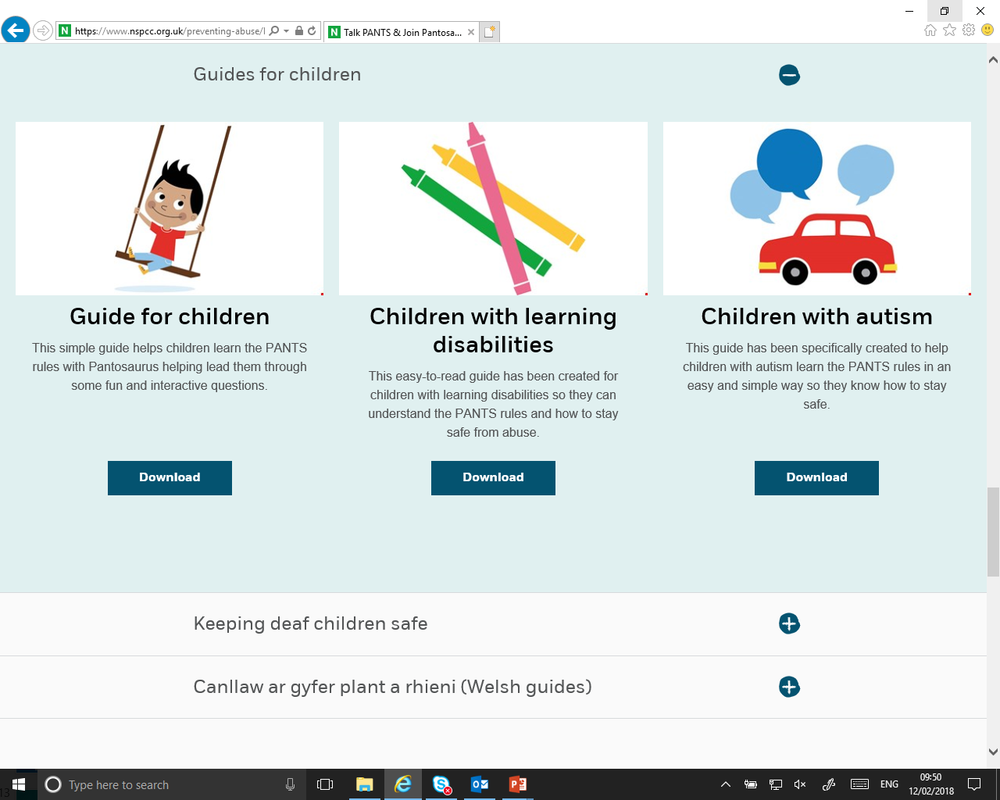 https://www.nspcc.org.uk/preventing-abuse/
N Talk PANTS & Join Pantosa...
Guides for children
Guide for children
This simple guide helps children learn the PANTS
rules with Pantosaurus helping lead them through
some fun and interactive questions.
Download
Children with learning
disabilities
This easy-to-read guide has been created for
children with learning disabilities so they can
understand the PANTS rules and how to stay
safe from abuse.
Download
Children with autism
This guide has been specifically created to help
children with autism learn the PANTS rules in an
easy and simple way so they know how to stay
safe.
Download
Keeping deaf children safe
Canllaw ar gyfer plant a rhieni (Welsh guides)
13
Type here to search
ENG
09:50
12/02/2018